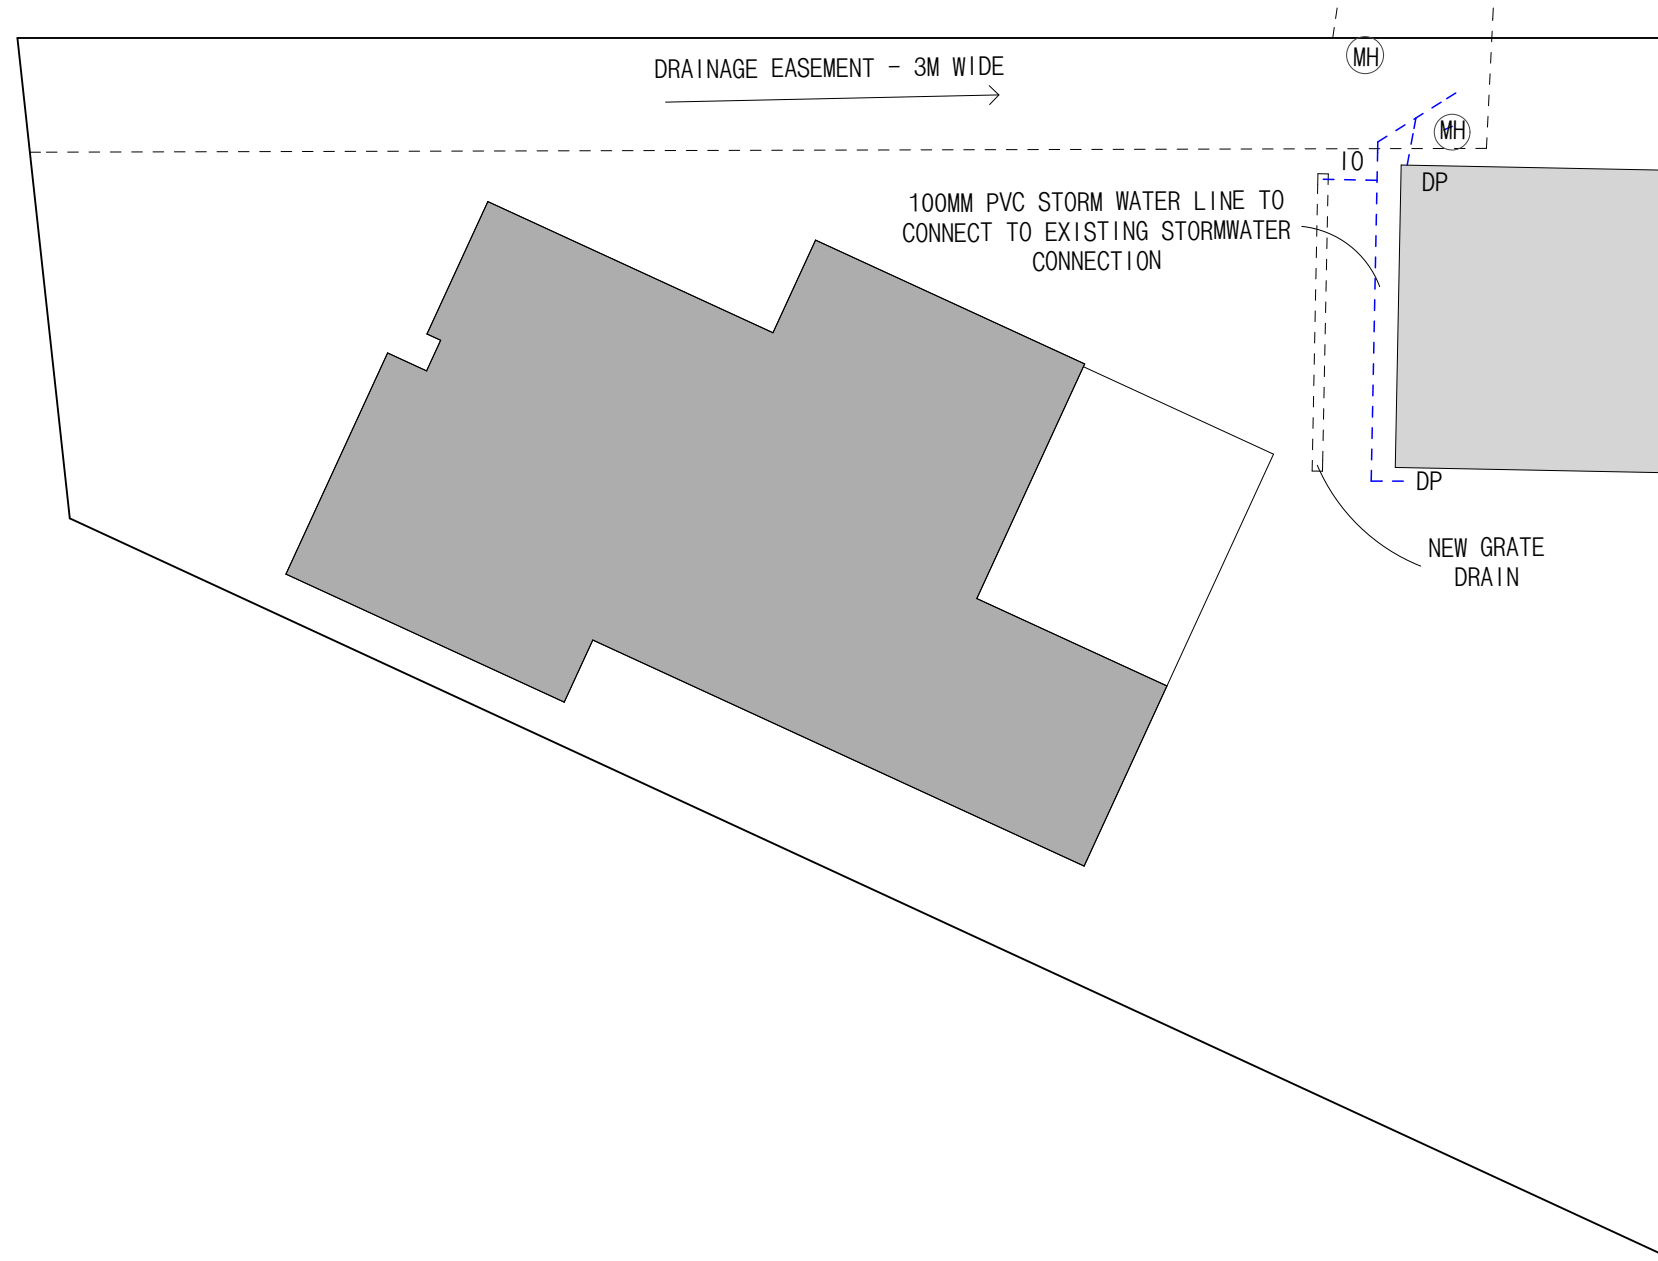 MH
DRAINAGE EASEMENT - 3M WIDE
MH
IO
DP
100MM PVC STORM WATER LINE TO
CONNECT TO EXISTING STORMWATER
CONNECTION
DP
NEW GRATE
DRAIN